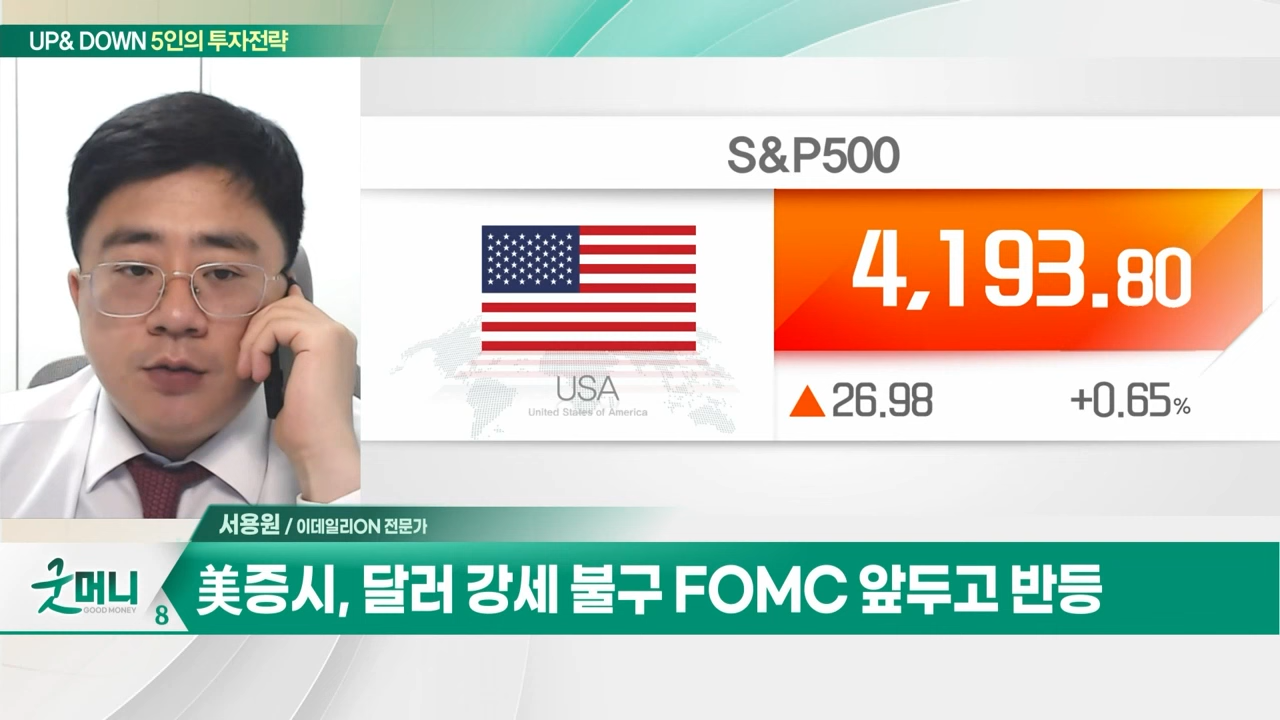 UP& DOWN 5인의 투자전략
S&P500
4,193.80
USA
United States of America
▲26.98 +0.65%
서용원 / 이데일리ON 전문가
굿머니
GOOD MONEY
8
美증시, 달러 강세 불구 FOMC 앞두고 반등